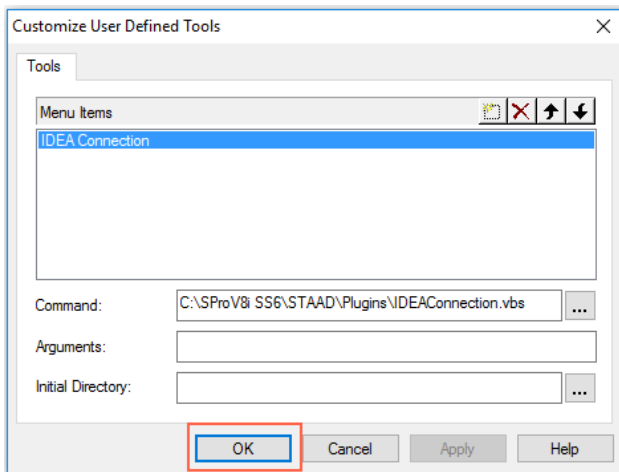 Customize User Defined Tools
Tools
Menu Items
IDEA Connection
Command:
C:\SProV8i SS6\STAAD\Plugins\IDEAConnection.vbs
...
Arguments:
Initial Directory:
...
OK
Cancel
Apply
Help